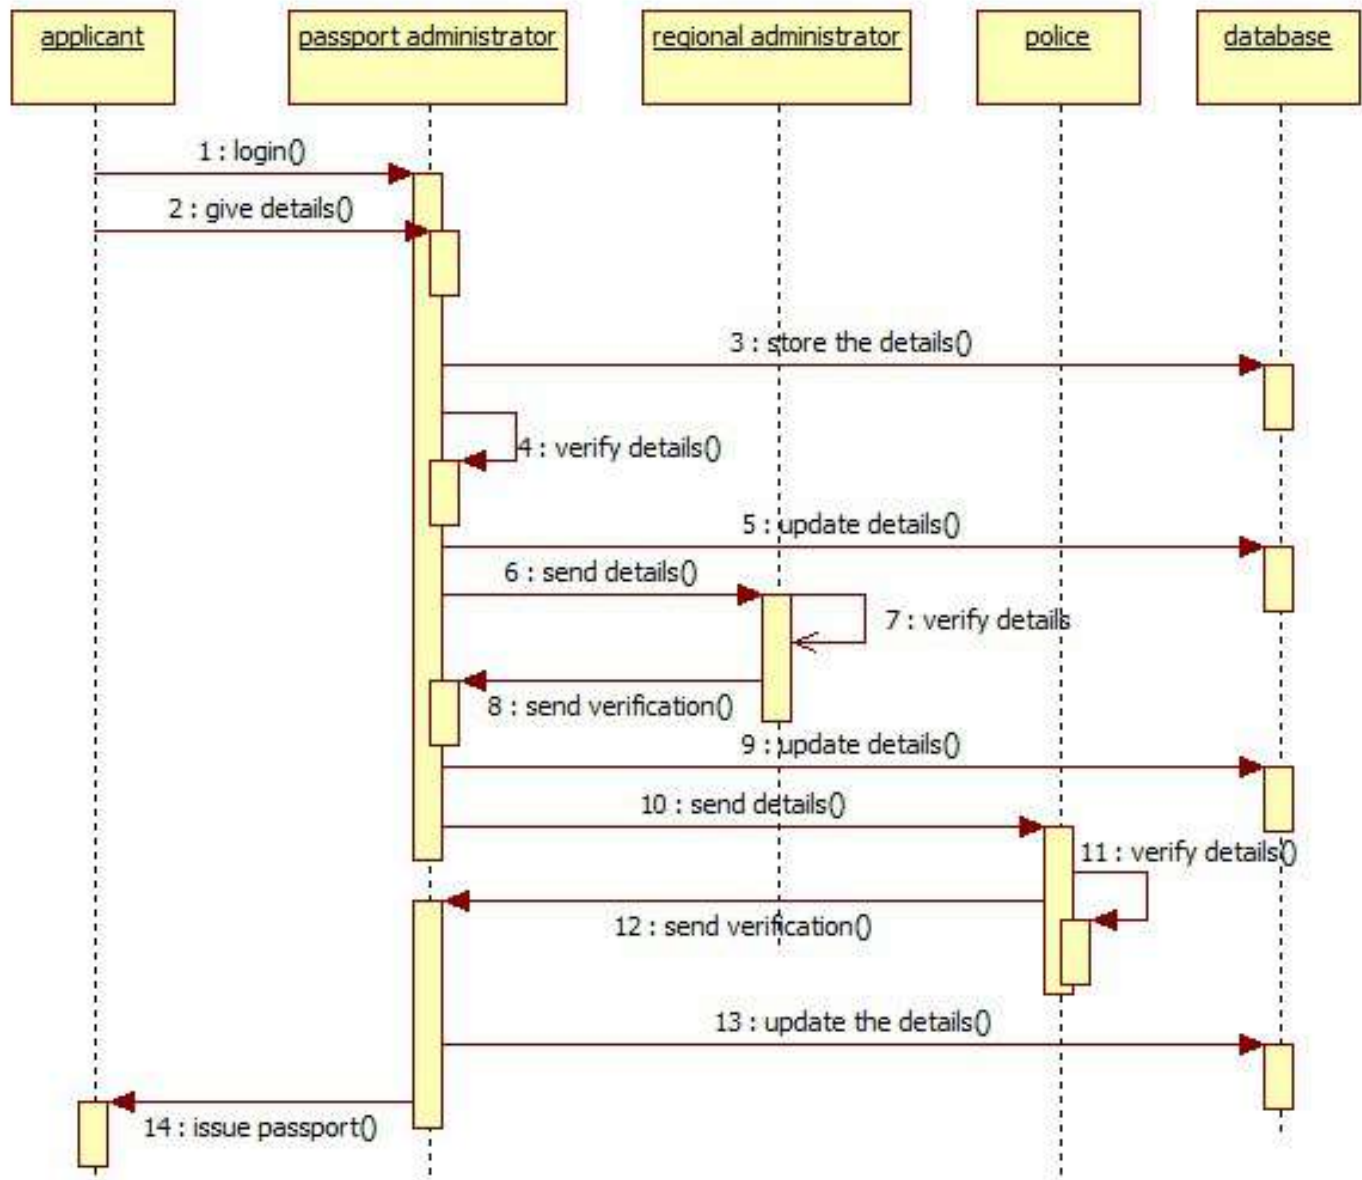 applicant
passport administrator
regional administrator
police
database
1 : login()
2 : give details()
3 : store the details()
4 : verify details()
5 : update details()
6 : send details()
7 : verify details
8 : send verification()
9 : update details()
10 : send details()
11 : verify details()
12 : send verification()
13 : update the details()
14 : issue passport()